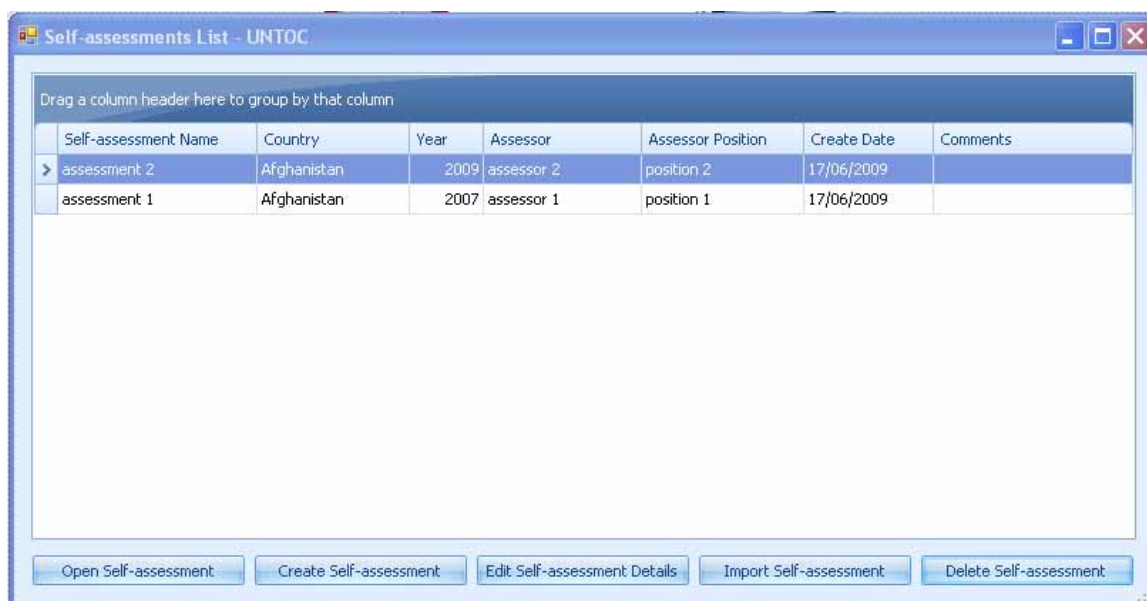 Self-assessments List - UNTOC
Drag a column header here to group by that column
Self-assessment Name Country Year Assessor Assessor Position Create Date Comments
assessment 2 Afghanistan 2009 assessor 2 position 2 17/06/2009
assessment 1 Afghanistan 2007 assessor 1 position 1 17/06/2009
Open Self-assessment Create Self-assessment Edit Self-assessment Details Import Self-assessment Delete Self-assessment